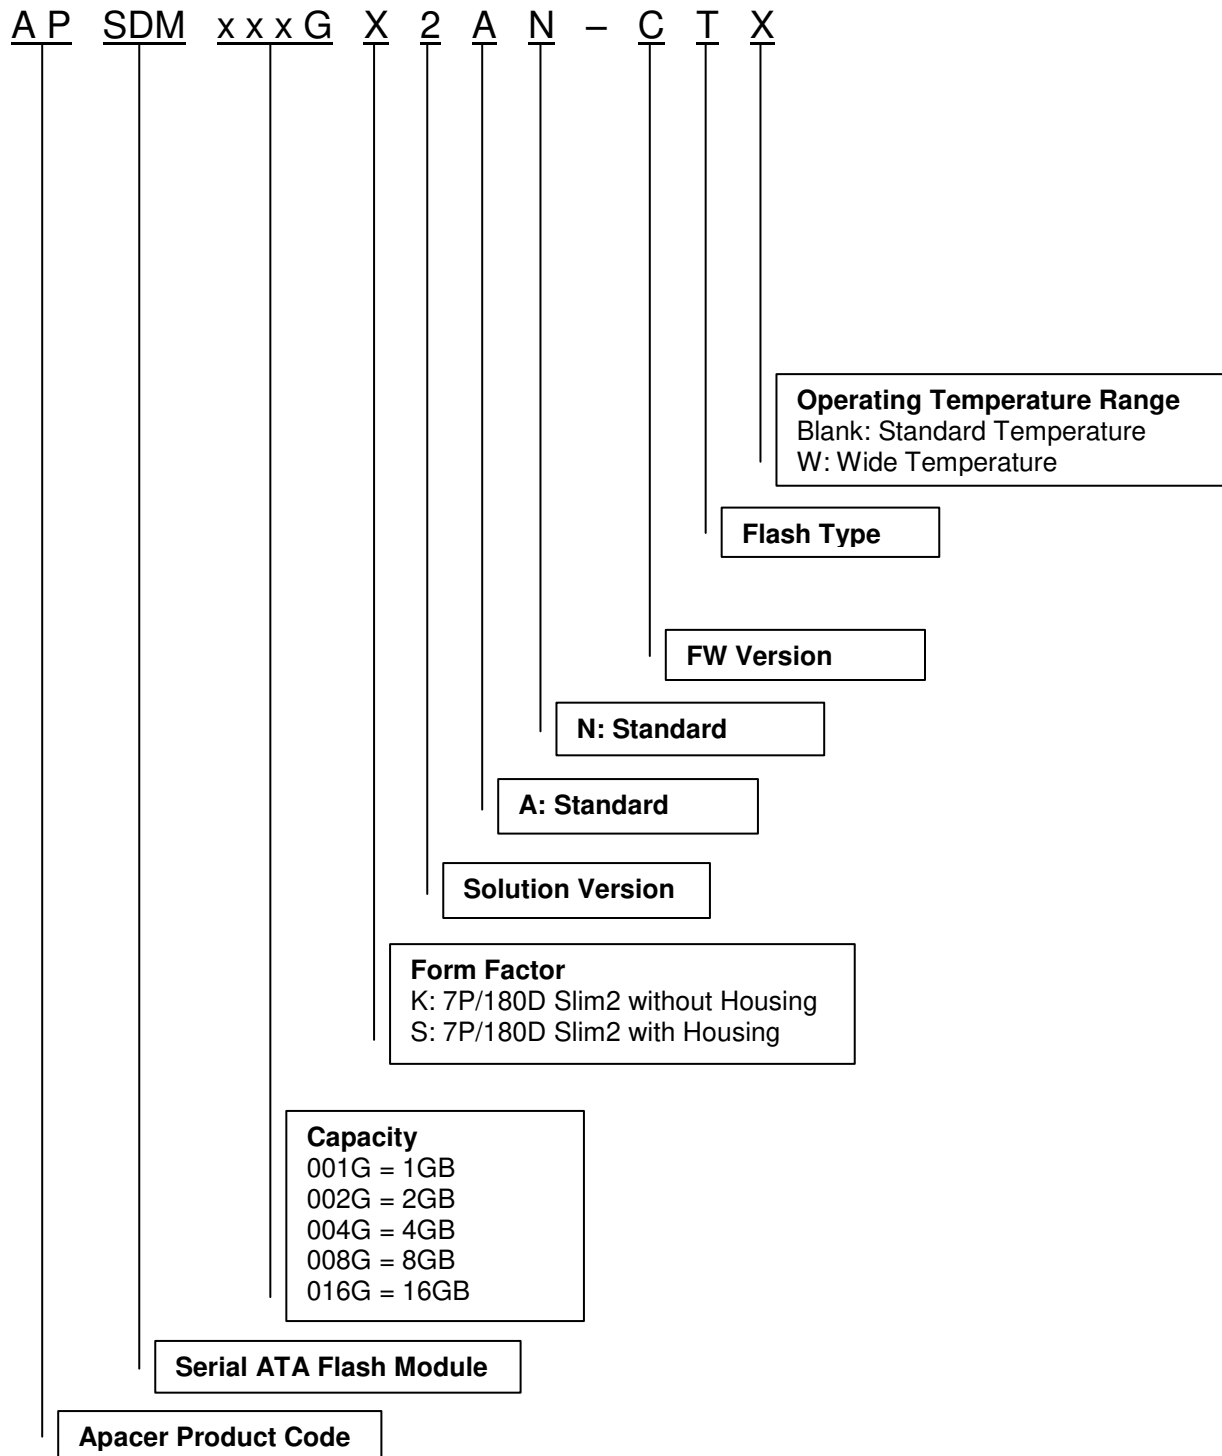 A P SDM x x x G X 2 A N – C T X
Operating Temperature Range
Blank: Standard Temperature
W: Wide Temperature
Flash Type
FW Version
N: Standard
A: Standard
Solution Version
Form Factor
K: 7P/180D Slim2 without Housing
S: 7P/180D Slim2 with Housing
Capacity
001G = 1GB
002G = 2GB
004G = 4GB
008G = 8GB
016G = 16GB
Serial ATA Flash Module
Apacer Product Code